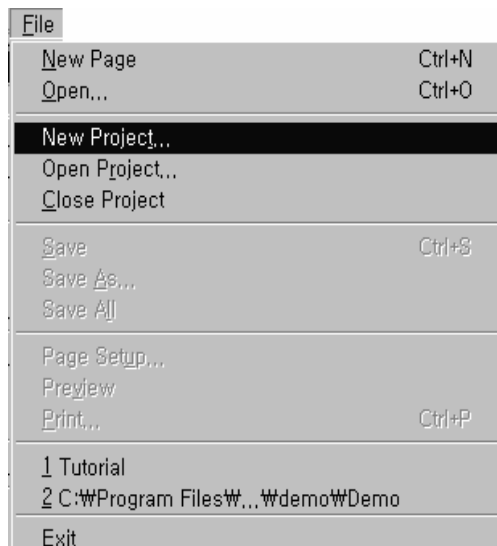 File
New Page Ctrl+N
Open,,,Ctrl+O
New Project,,,
Open Project,,,
Close Project
Save Ctrl+S
Save As,,,
Save All
Page Setup,,,
Preview
Print,,, Ctrl+P
1 Tutorial
2 C:₩Program Files₩,,,₩demo₩Demo
Exit